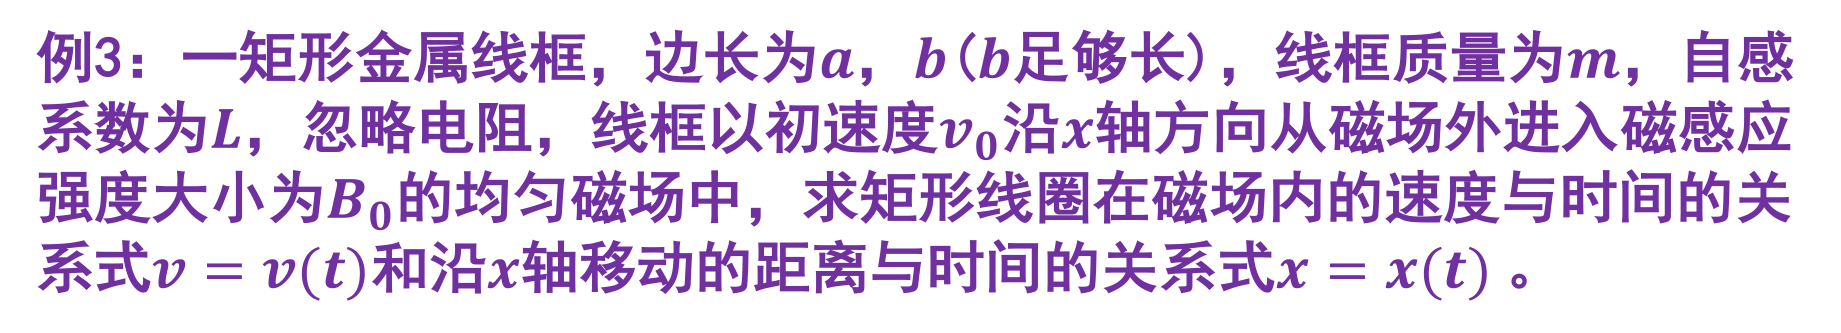 例3：一矩形金属线框，边长为a，b(b足够长)，线框质量为m，自感
系数为L，忽略电阻，线框以初速度v₀沿x轴方向从磁场外进入磁感应
强度大小为B₀的均匀磁场中，求矩形线圈在磁场内的速度与时间的关
系式v = v(t)和沿x轴移动的距离与时间的关系式x = x(t) 。